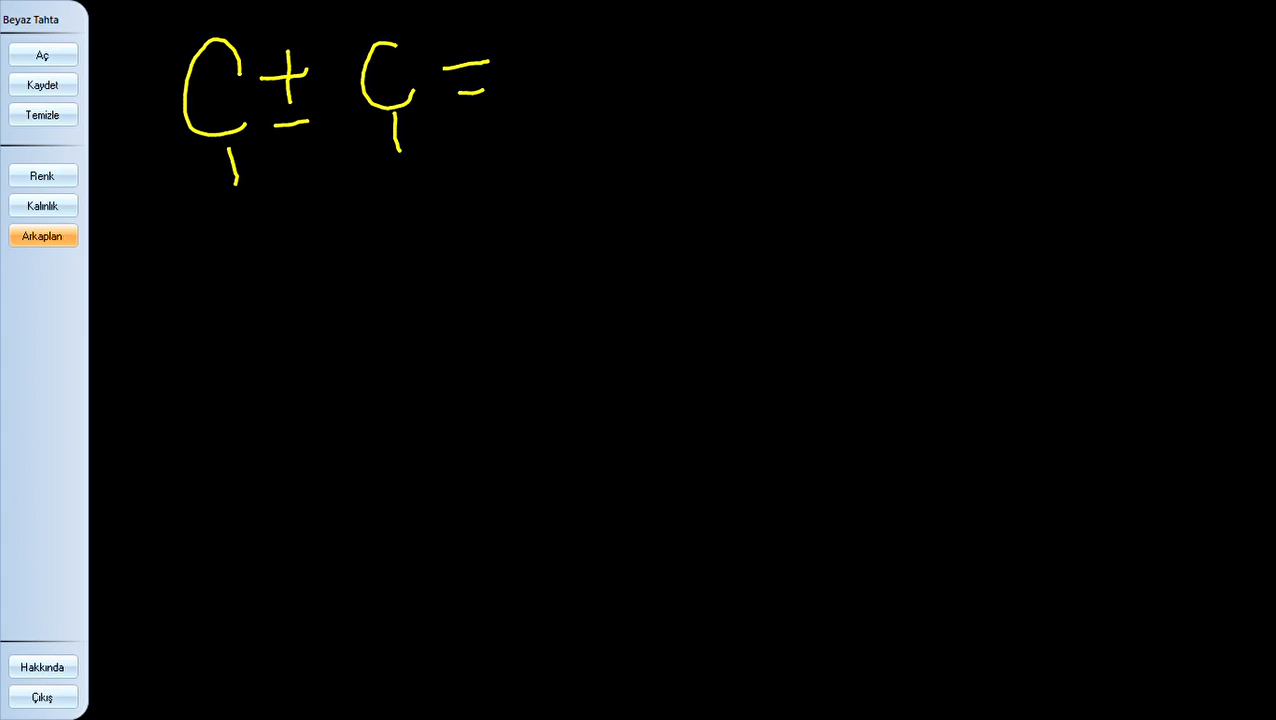 Beyaz Tahta
Aç
Kaydet
Temizle
Renk
Kalınlık
Arkaplan
Hakkında
Çıkış
Ç ± Ç =